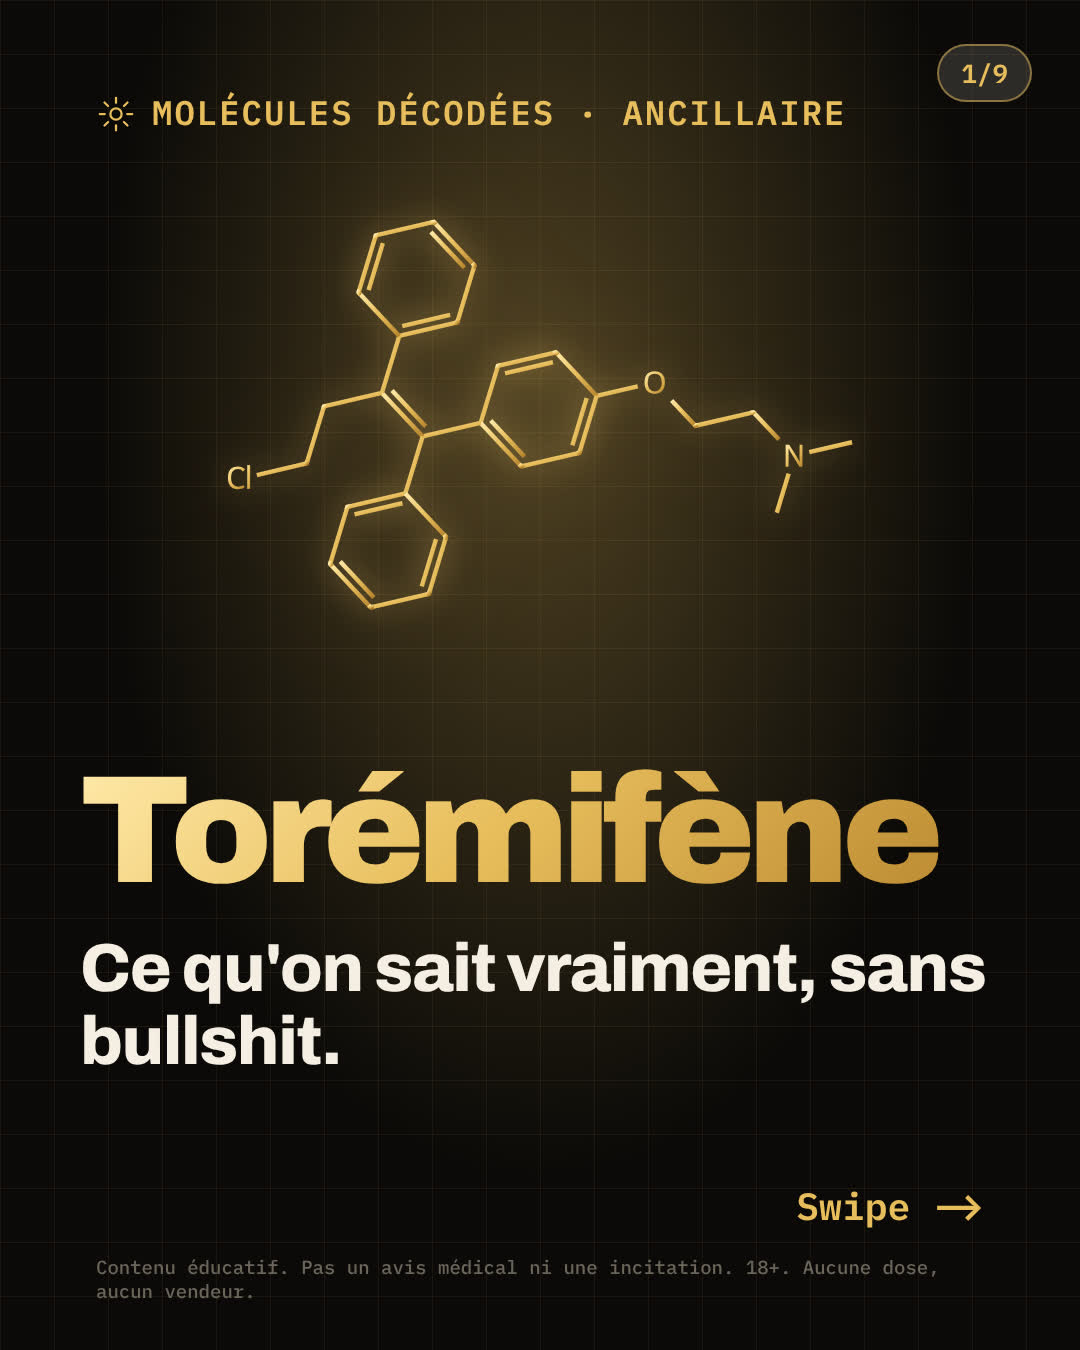 1/9
MOLÉCULES DÉCODÉES · ANCILLAIRE
O
N
Cl
Torémifène
Ce qu'on sait vraiment, sans
bullshit.
Swipe →
Contenu éducatif. Pas un avis médical ni une incitation. 18+. Aucune dose,
aucun vendeur.